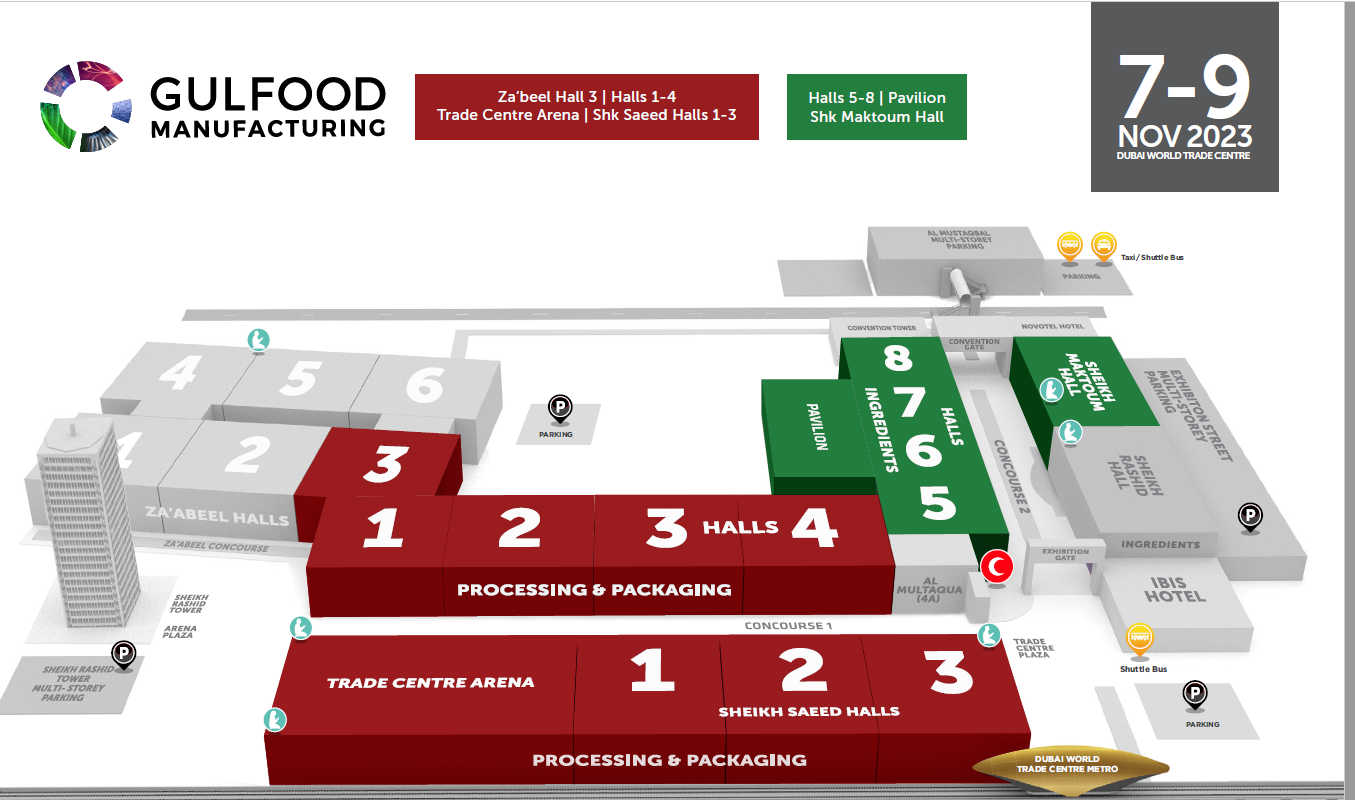 GULFOOD
MANUFACTURING
Za'beel Hall 3 | Halls 1-4
Trade Centre Arena | Shk Saeed Halls 1-3
Halls 5-8 | Pavilion
Shk Maktoum Hall
7-9
NOV 2023
DUBAI WORLD TRADE CENTRE
AL MUSTAQBAL
MULTI-STOREY
PARKING
PARKING
Taxi/Shuttle Bus
CONVENTION TOWER
CONVENTION
GATE
NOVOTEL HOTEL
4
5
6
1
2
3
ZA'ABEEL HALLS
ZA'ABEEL CONCOURSE
P
PARKING
PAVILION
8
7
6
5
HALLS
INGREDIENTS
CONCOURSE 2
SHEIKH
MAKTOUM
HALL
SHEIKH
RASHID
HALL
INGREDIENTS
EXHIBITON STREET
MULTI-STOREY
PARKING
P
1
2
3
HALLS
4
PROCESSING & PACKAGING
AL
MULTAQUA
(4A)
EXHIBITION
GATE
IBIS
HOTEL
SHEIKH
RASHID
TOWER
ARENA
PLAZA
P
SHEIKH RASHID
TOWER
MULTI-STOREY
PARKING
CONCOURSE 1
TRADE
CENTRE
PLAZA
Shuttle Bus
P
PARKING
TRADE CENTRE ARENA
1
2
3
SHEIKH SAEED HALLS
PROCESSING & PACKAGING
DUBAI WORLD
TRADE CENTRE METRO